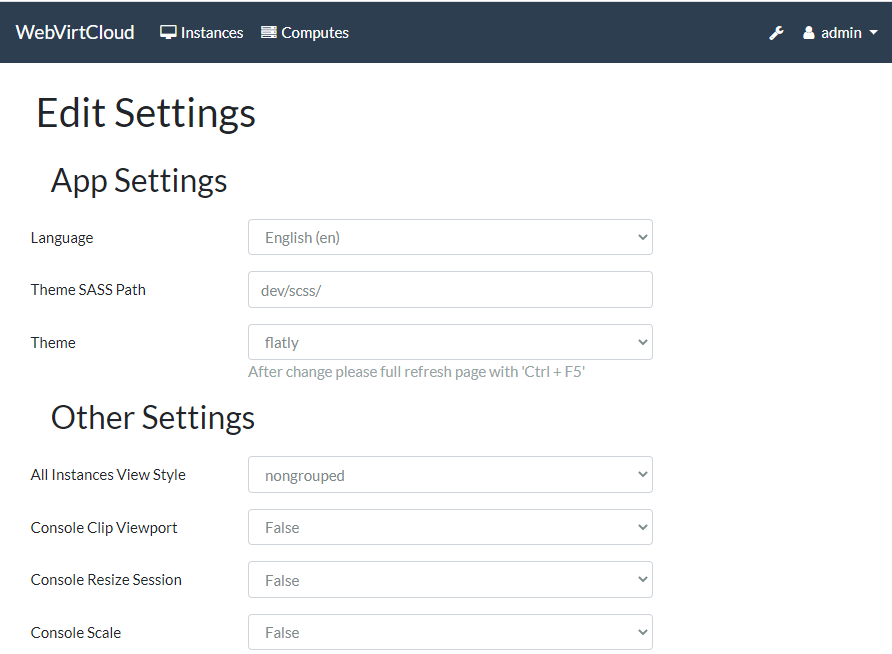 WebVirtCloud Instances Computes admin
Edit Settings
App Settings
Language English (en)
Theme SASS Path dev/scss/
Theme flatly
After change please full refresh page with 'Ctrl + F5'
Other Settings
All Instances View Style nongrouped
Console Clip Viewport False
Console Resize Session False
Console Scale False